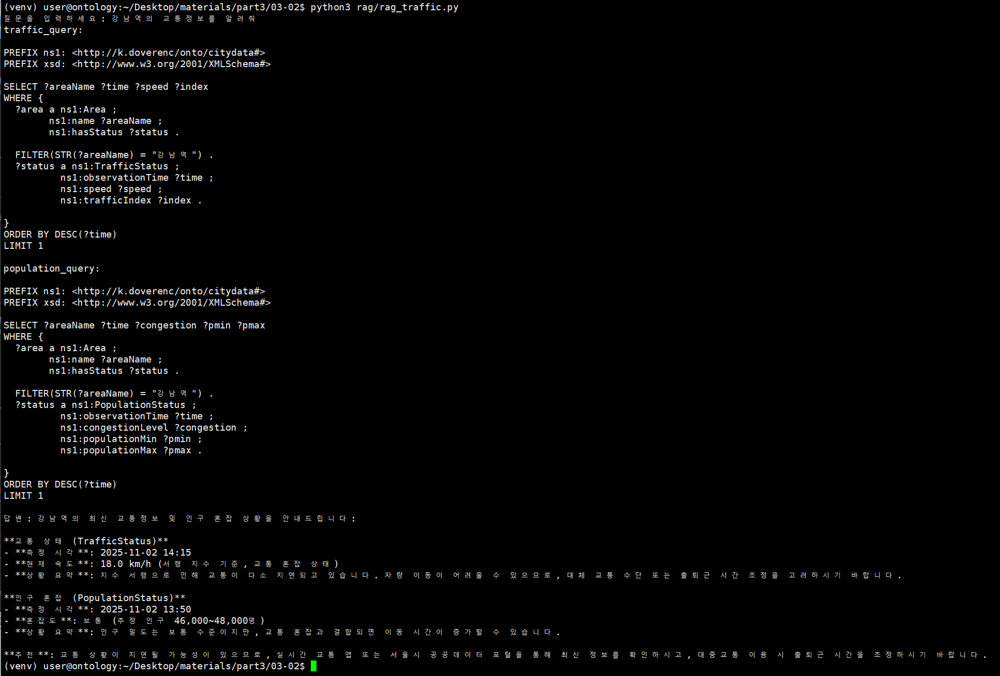 (venv) user@ontology:~/Desktop/materials/part3/03-02$ python3 rag/rag_traffic.py
질문을 입력하세요: 강남역의 교통정보를 알려줘
traffic_query:

PREFIX ns1: <http://k.doverenc/onto/citydata#>
PREFIX xsd: <http://www.w3.org/2001/XMLSchema#>

SELECT ?areaName ?time ?speed ?index
WHERE {
  ?area a ns1:Area ;
        ns1:name ?areaName ;
        ns1:hasStatus ?status .

  FILTER(STR(?areaName) = "강남역") .
  ?status a ns1:TrafficStatus ;
          ns1:observationTime ?time ;
          ns1:speed ?speed ;
          ns1:trafficIndex ?index .

}
ORDER BY DESC(?time)
LIMIT 1

population_query:

PREFIX ns1: <http://k.doverenc/onto/citydata#>
PREFIX xsd: <http://www.w3.org/2001/XMLSchema#>

SELECT ?areaName ?time ?congestion ?pmin ?pmax
WHERE {
  ?area a ns1:Area ;
        ns1:name ?areaName ;
        ns1:hasStatus ?status .

  FILTER(STR(?areaName) = "강남역") .
  ?status a ns1:PopulationStatus ;
          ns1:observationTime ?time ;
          ns1:congestionLevel ?congestion ;
          ns1:populationMin ?pmin ;
          ns1:populationMax ?pmax .

}
ORDER BY DESC(?time)
LIMIT 1

답변: 강남역의 최신 교통정보 및 인구 혼잡 상황을 안내드립니다:

**교통 상태 (TrafficStatus)**
- **측정 시각**: 2025-11-02 14:15
- **현재 속도**: 18.0 km/h (서행 지수 기준, 교통 혼잡 상태)
- **상황 요약**: 지수 서행으로 인해 교통이 다소 지연되고 있습니다. 차량 이동이 어려울 수 있으므로, 대체 교통 수단 또는 출퇴근 시간 조정을 고려하시기 바랍니다.

**인구 혼잡 (PopulationStatus)**
- **측정 시각**: 2025-11-02 13:50
- **혼잡도**: 보통 (추정 인구 46,000~48,000명)
- **상황 요약**: 인구 밀도는 보통 수준이지만, 교통 혼잡과 결합되면 이동 시간이 증가할 수 있습니다.

**추천**: 교통 상황이 지연될 가능성이 있으므로, 실시간 교통 앱 또는 서울시 공공데이터 포털을 통해 최신 정보를 확인하시고, 대중교통 이용 시 출퇴근 시간을 조정하시기 바랍니다.
(venv) user@ontology:~/Desktop/materials/part3/03-02$